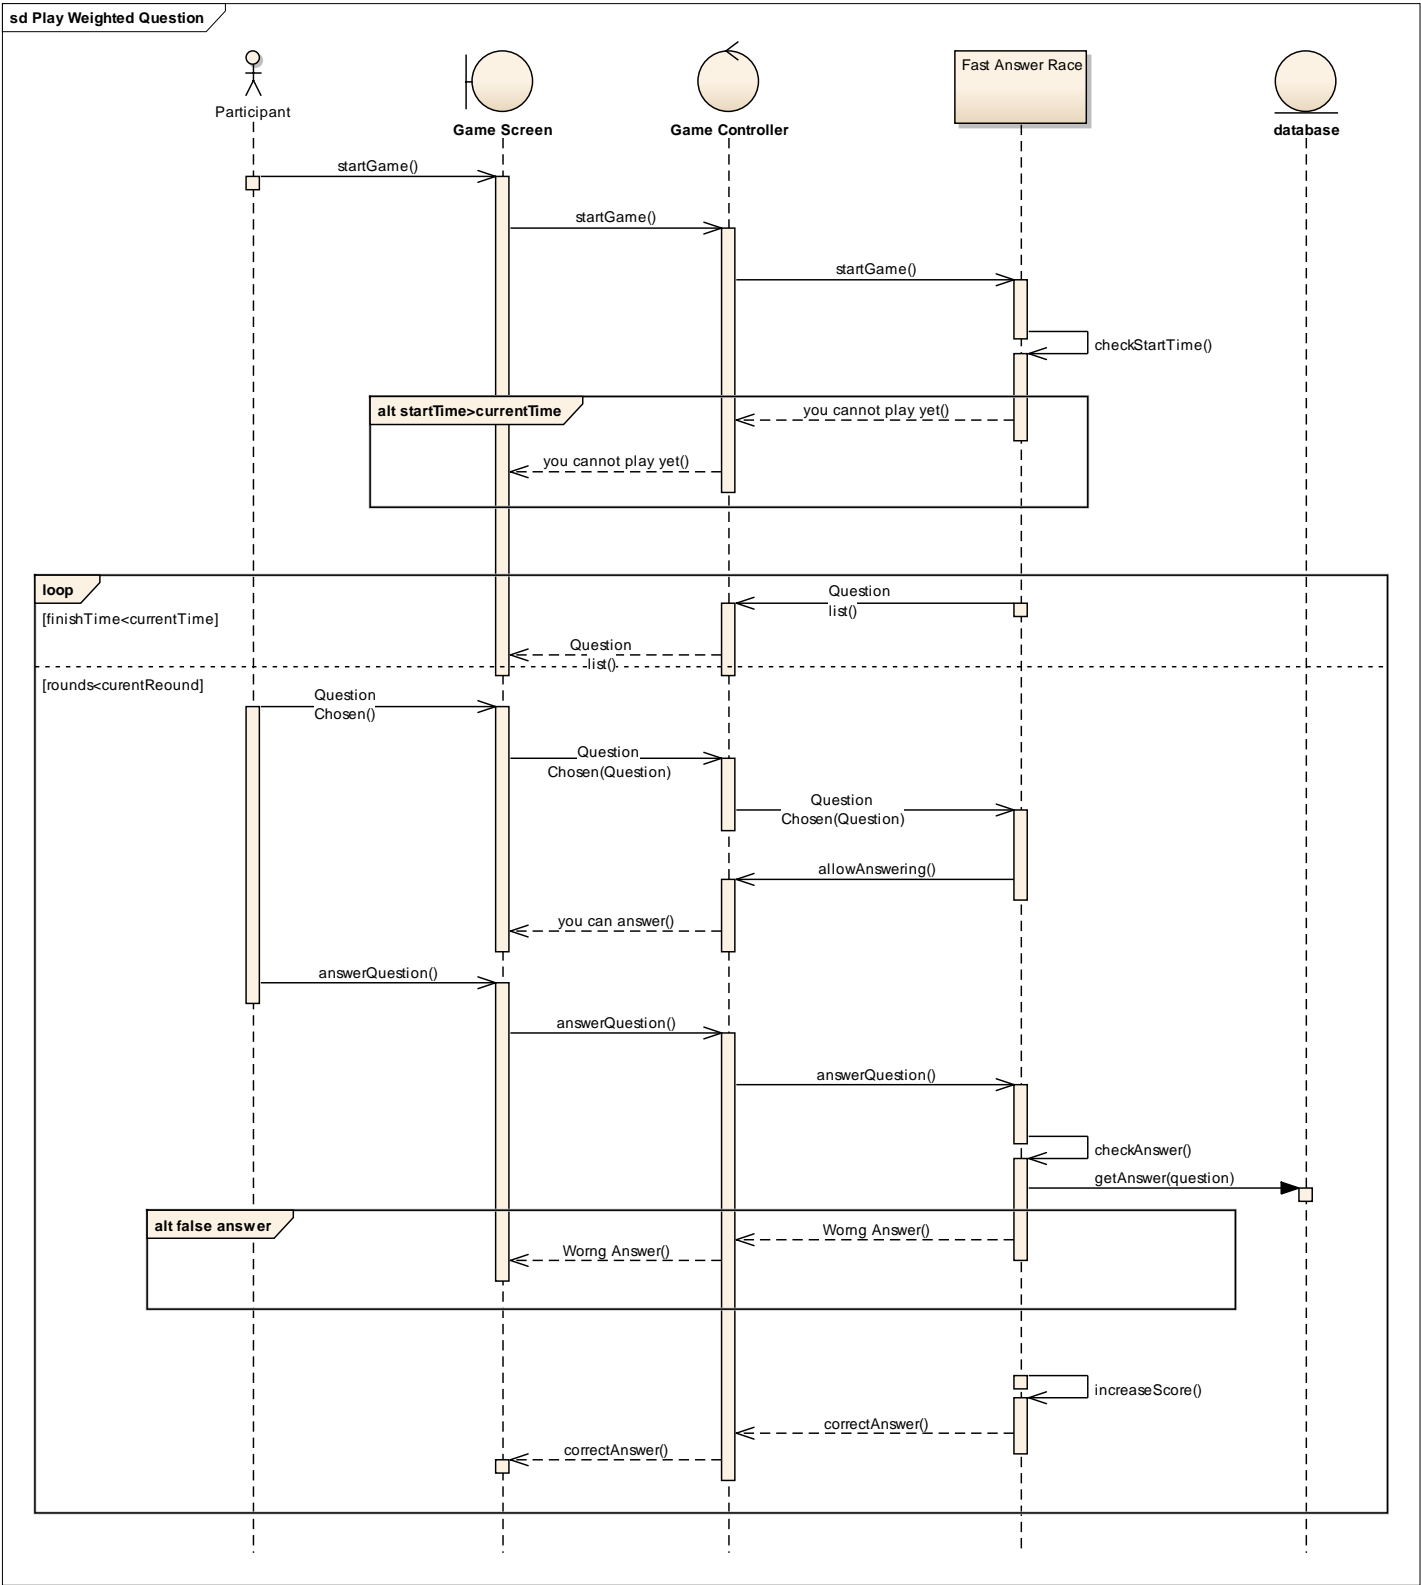 sd Play Weighted Question
Participant
Game Screen
Game Controller
Fast Answer Race
database
startGame()
startGame()
startGame()
checkStartTime()
alt startTime>currentTime
you cannot play yet()
you cannot play yet()
loop
[finishTime<currentTime]
Question
list()
Question
list()
[rounds<curentReound]
Question
Chosen()
Question
Chosen(Question)
Question
Chosen(Question)
allowAnswering()
you can answer()
answerQuestion()
answerQuestion()
answerQuestion()
checkAnswer()
getAnswer(question)
alt false answer
Worng Answer()
Worng Answer()
increaseScore()
correctAnswer()
correctAnswer()